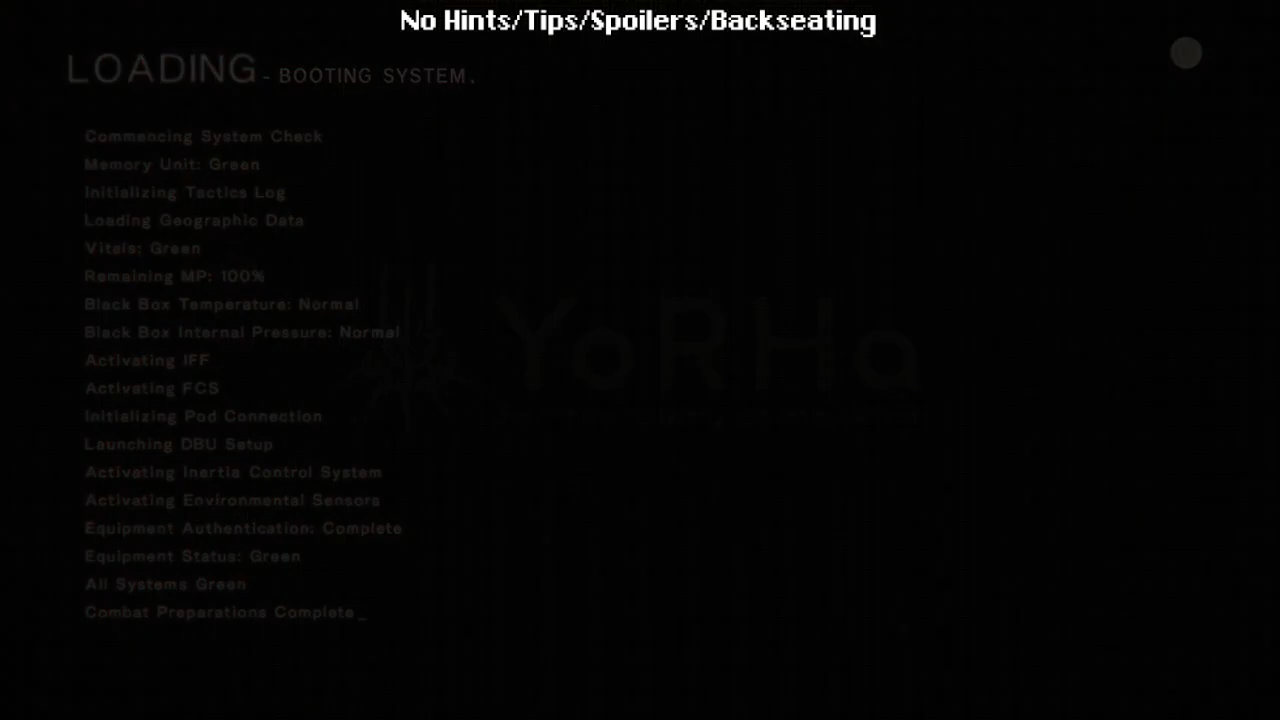 No Hints/Tips/Spoilers/Backseating
LOADING - BOOTING SYSTEM.
Commencing System Check
Memory Unit: Green
Initializing Tactics Log
Loading Geographic Data
Vitals: Green
Remaining MP: 100%
Black Box Temperature: Normal
Black Box Internal Pressure: Normal
Activating IFF
Activating FCS
Initializing Pod Connection
Launching DBU Setup
Activating Inertia Control System
Activating Environmental Sensors
Equipment Authentication: Complete
Equipment Status: Green
All Systems Green
Combat Preparations Complete_
YoRHa